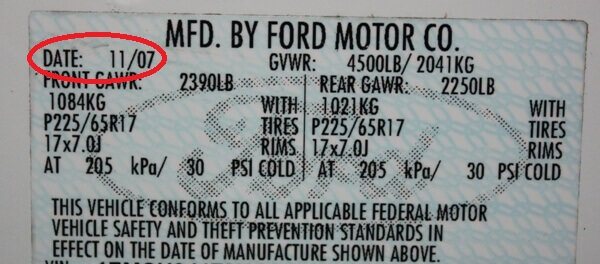 MFD. BY FORD MOTOR CO.
DATE: 11/07 GVWR: 4500LB/ 2041KG
FRONT GAWR: 2390LB REAR GAWR: 2250LB
1084KG WITH 1021KG WITH
P225/65R17 TIRES P225/65R17 TIRES
17x7.0J RIMS 17x7.0J RIMS
AT 205 kPa/ 30 PSI COLD AT 205 kPa/ 30 PSI COLD
Ford
THIS VEHICLE CONFORMS TO ALL APPLICABLE FEDERAL MOTOR
VEHICLE SAFETY AND THEFT PREVENTION STANDARDS IN
EFFECT ON THE DATE OF MANUFACTURE SHOWN ABOVE.